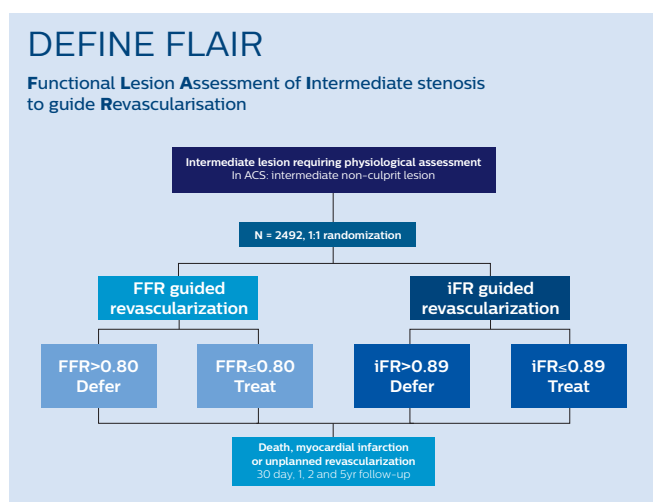 DEFINE FLAIR
Functional Lesion Assessment of Intermediate stenosis
to guide Revascularisation
Intermediate lesion requiring physiological assessment
In ACS: intermediate non-culprit lesion
N = 2492, 1:1 randomization
FFR guided
revascularization
iFR guided
revascularization
FFR>0.80
Defer
FFR≤0.80
Treat
iFR>0.89
Defer
iFR≤0.89
Treat
Death, myocardial infarction
or unplanned revascularization
30 day, 1, 2 and 5yr follow-up